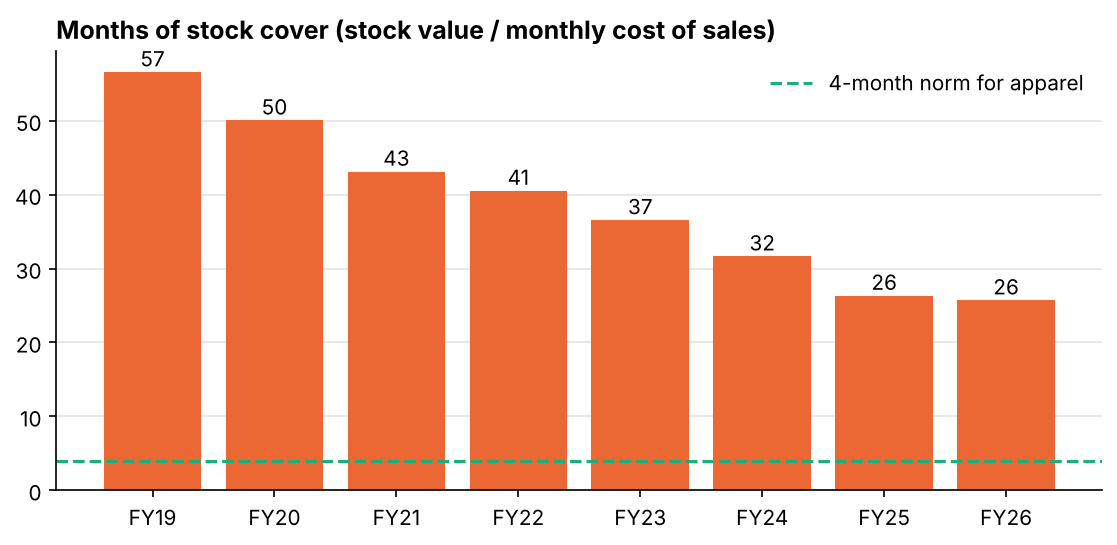 Months of stock cover (stock value / monthly cost of sales)
4-month norm for apparel
57
50
43
41
37
32
26
26
50
40
30
20
10
0
FY19
FY20
FY21
FY22
FY23
FY24
FY25
FY26